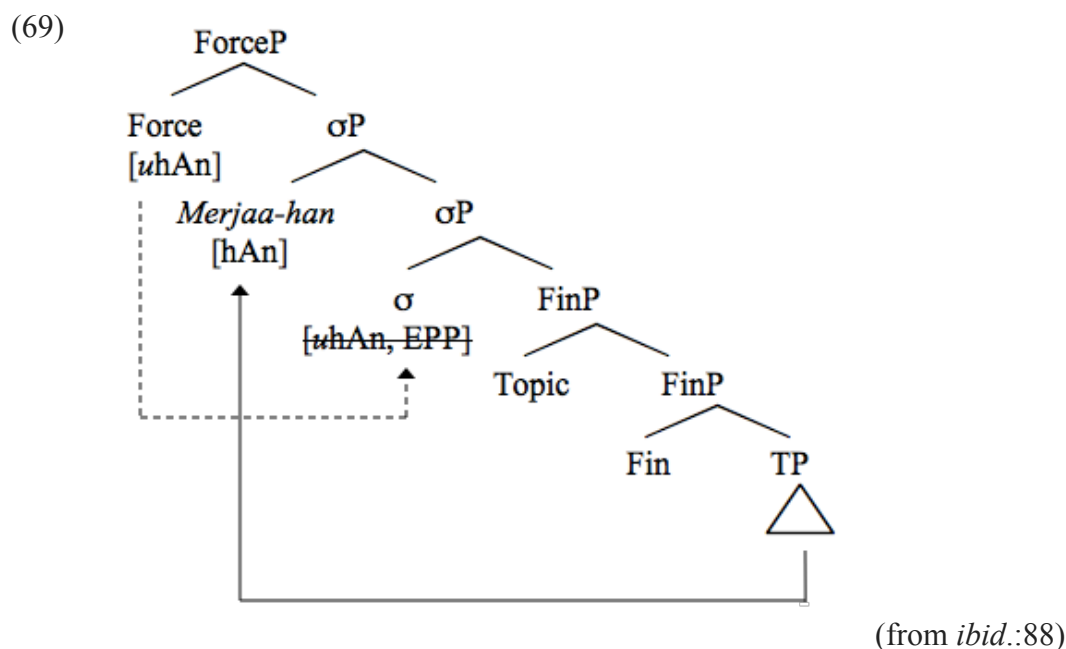 (69)
ForceP
Force σP
[uhAn]
Merjaa-han σP
[hAn]
σ FinP
[uhAn, EPP]
Topic FinP
Fin TP
(from ibid.:88)